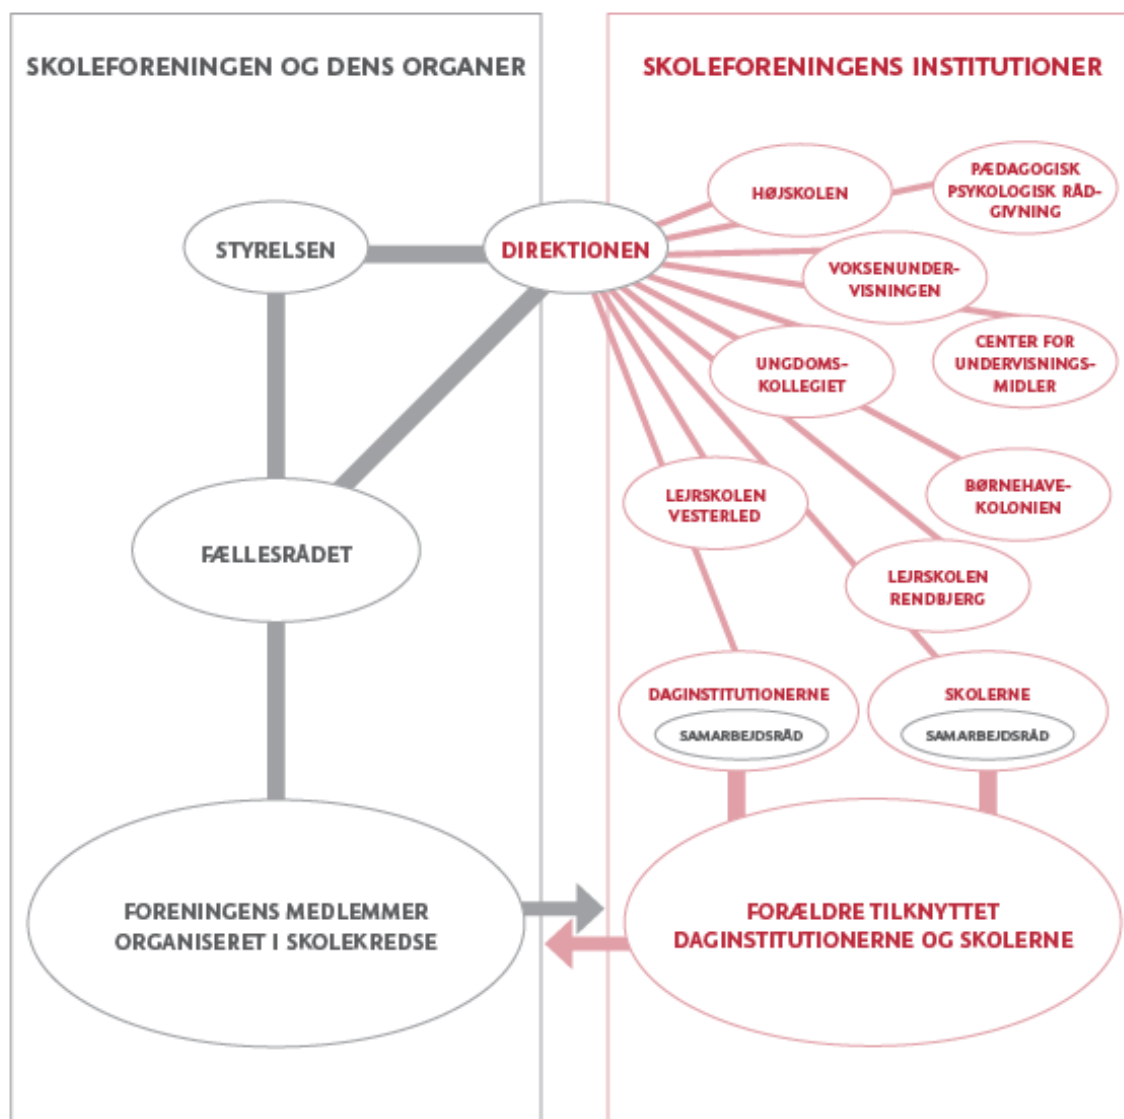 SKOLEFORENINGEN OG DENS ORGANER
STYRELSEN
FÆLLESRÅDET
FORENINGENS MEDLEMMER
ORGANISERET I SKOLEKREDSE
DIREKTIONEN
SKOLEFORENINGENS INSTITUTIONER
HØJSKOLEN
PÆDAGOGISK
PSYKOLOGISK RÅD-
GIVNING
VOKSENUNDER-
VISNINGEN
CENTER FOR
UNDERVISNINGS-
MIDLER
UNGDOMS-
KOLLEGIET
BØRNEHAVE-
KOLONIEN
LEJRSKOLEN
VESTERLED
LEJRSKOLEN
RENDBJERG
DAGINSTITUTIONERNE
SAMARBEJDSRÅD
SKOLERNE
SAMARBEJDSRÅD
FORÆLDRE TILKNYTTET
DAGINSTITUTIONERNE OG SKOLERNE